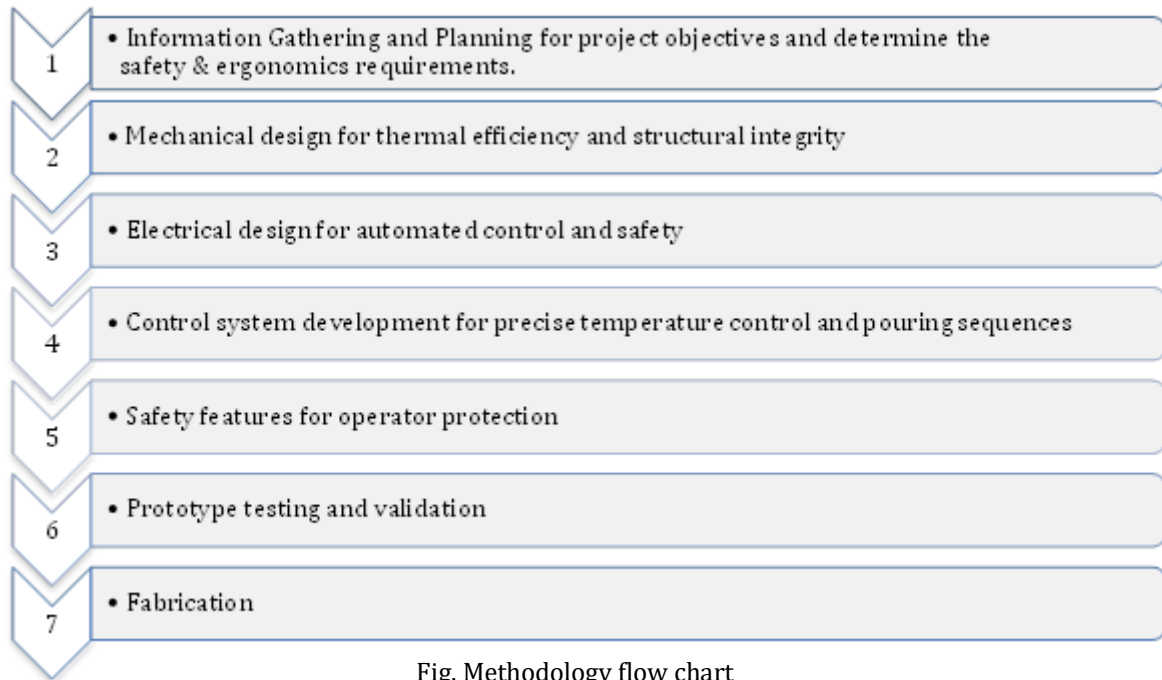 1
• Information Gathering and Planning for project objectives and determine the
safety & ergonomics requirements.
2
• Mechanical design for thermal efficiency and structural integrity
3
• Electrical design for automated control and safety
4
• Control system development for precise temperature control and pouring sequences
5
• Safety features for operator protection
6
• Prototype testing and validation
7
• Fabrication
Fig. Methodology flow chart